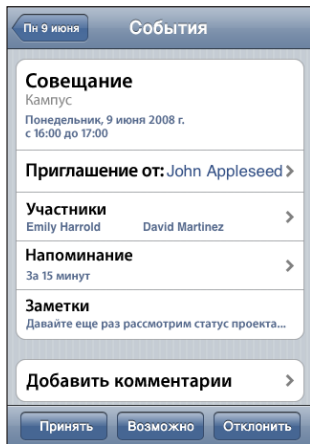 Пн 9 июня События
Совещание
Кампус
Понедельник, 9 июня 2008 г.
с 16:00 до 17:00
Приглашение от: John Appleseed
Участники
Emily Harrold David Martinez
Напоминание
За 15 минут
Заметки
Давайте еще раз рассмотрим статус проекта...
Добавить комментарии
Принять Возможно Отклонить